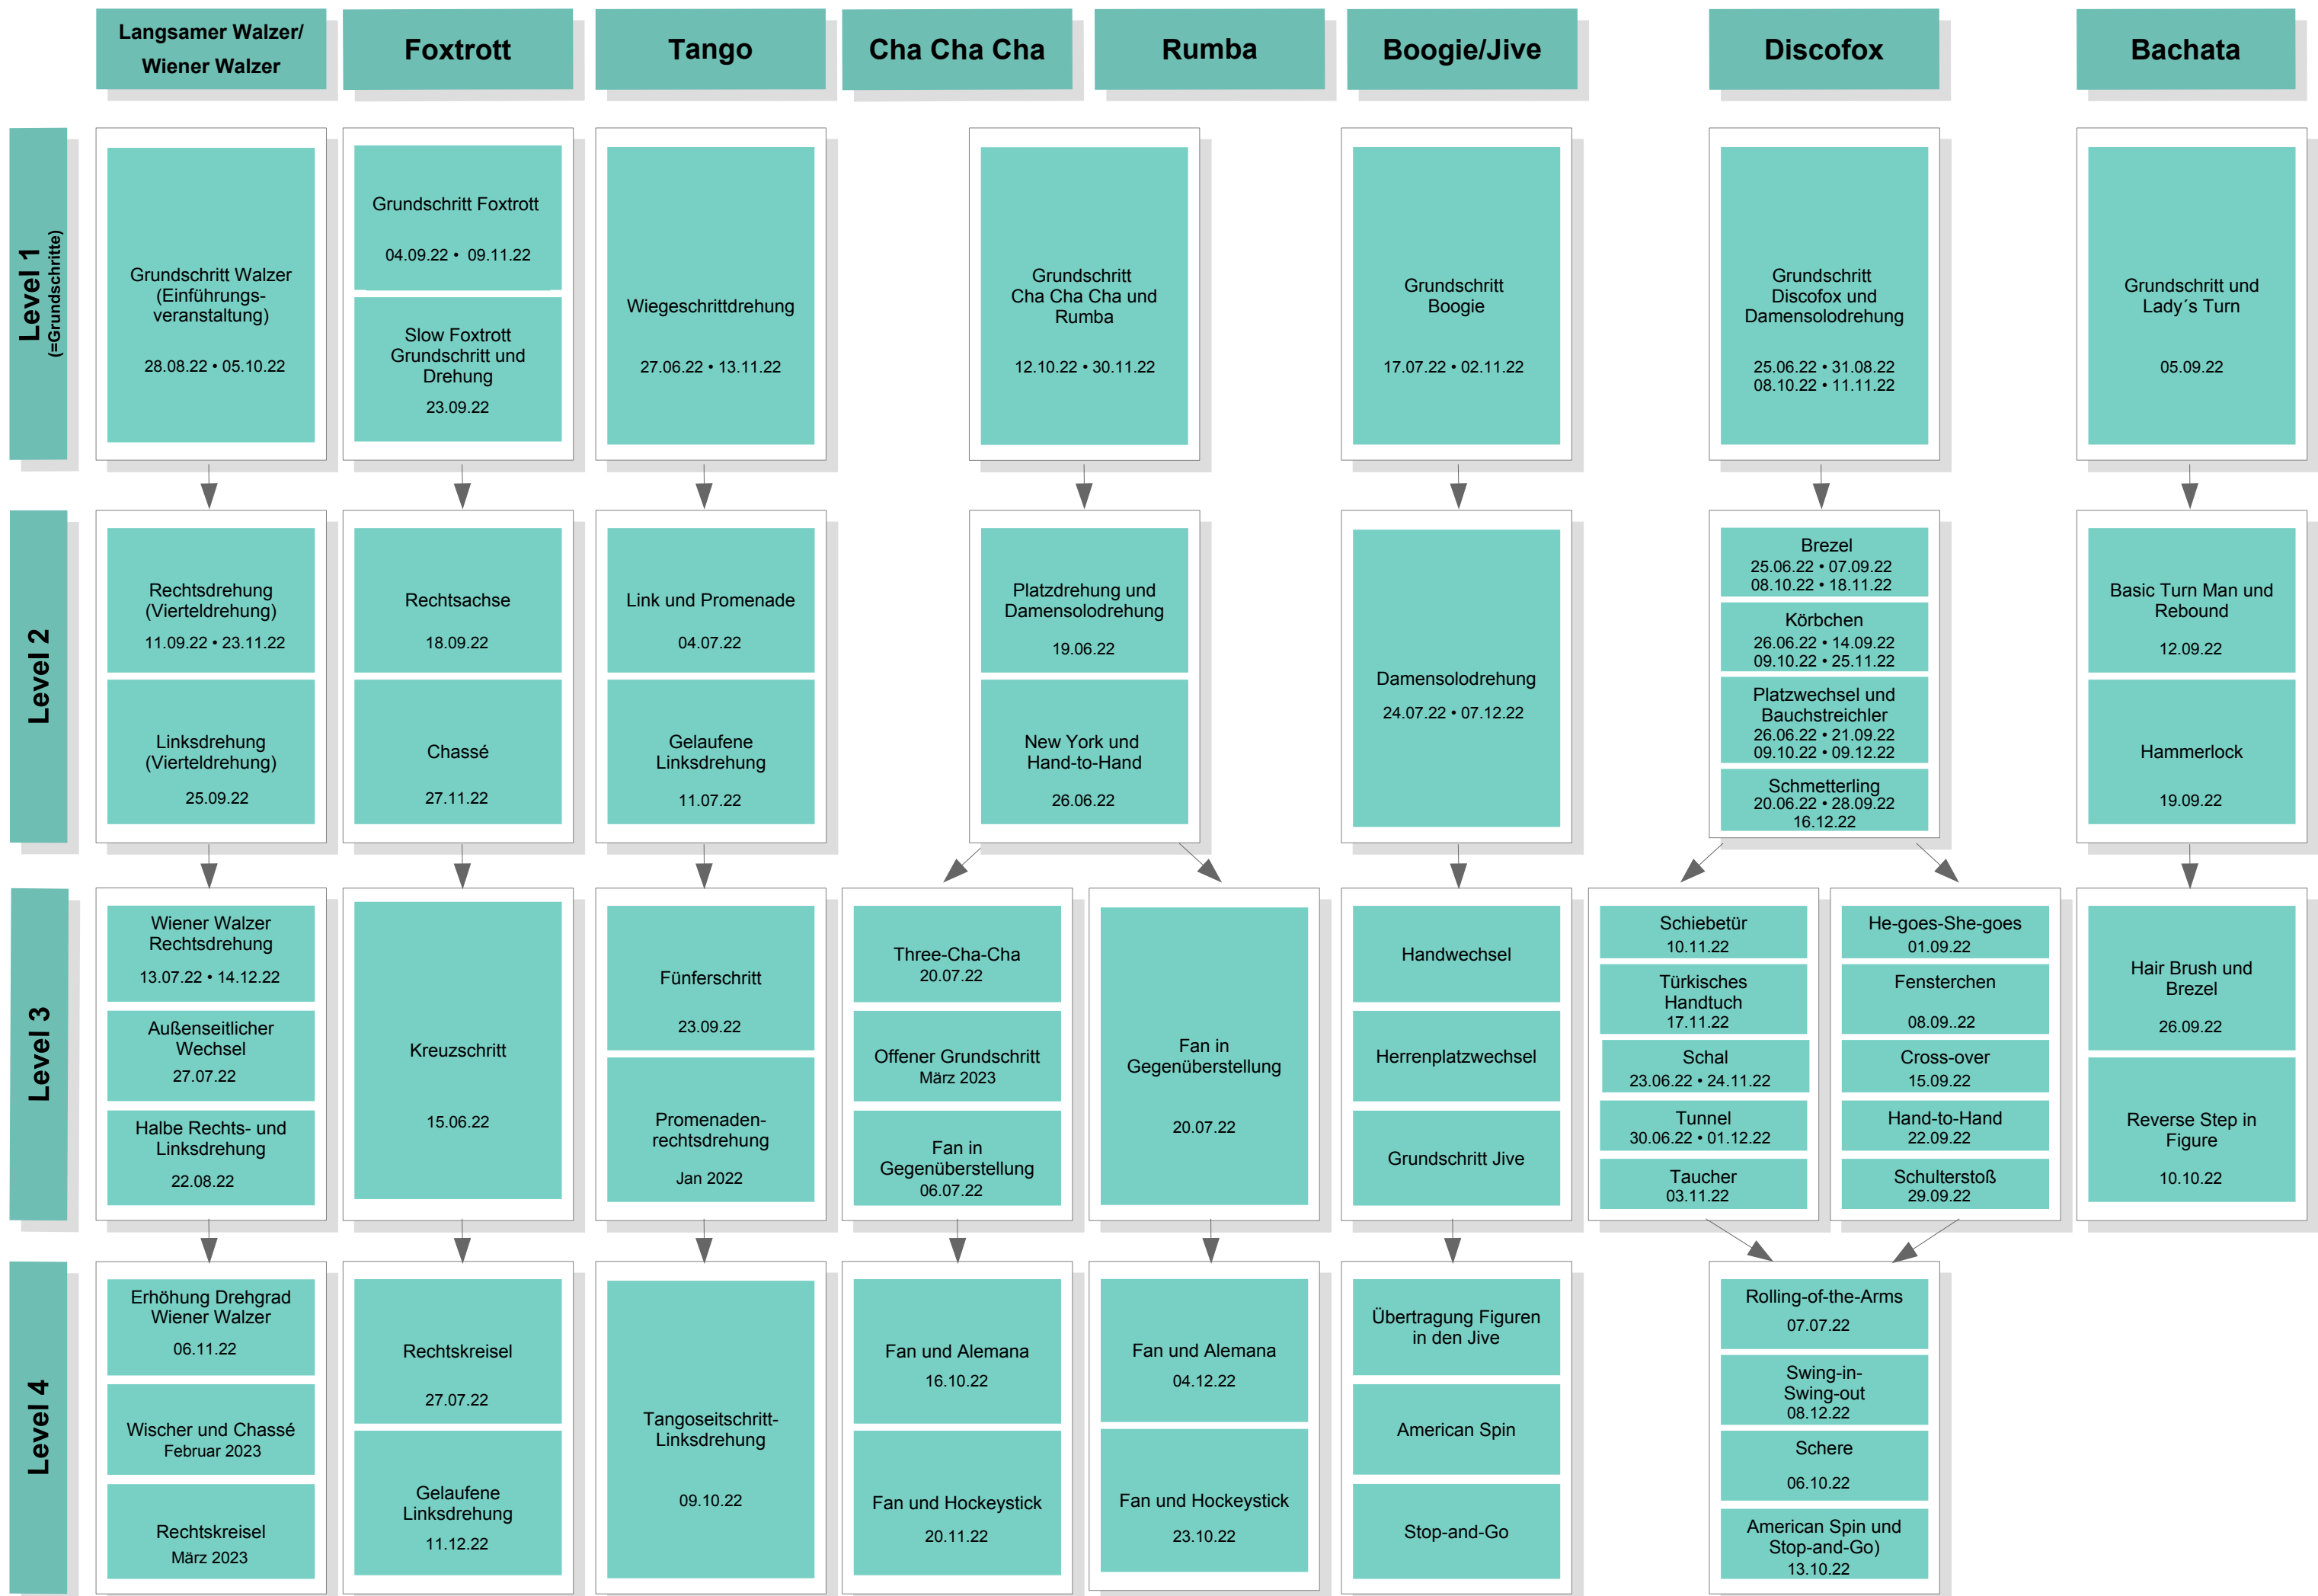 Langsamer Walzer/
Wiener Walzer
Foxtrott
Tango
Cha Cha Cha
Rumba
Boogie/Jive
Discofox
Bachata
Level 1
(=Grundschritte)
Grundschritt Walzer
(Einführungs-
veranstaltung)
28.08.22 • 05.10.22
Grundschritt Foxtrott
04.09.22 • 09.11.22
Slow Foxtrott
Grundschritt und
Drehung
23.09.22
Wiegeschrittdrehung
27.06.22 • 13.11.22
Grundschritt
Cha Cha Cha und
Rumba
12.10.22 • 30.11.22
Grundschritt
Boogie
17.07.22 • 02.11.22
Grundschritt
Discofox und
Damensolodrehung
25.06.22 • 31.08.22
08.10.22 • 11.11.22
Grundschritt und
Lady´s Turn
05.09.22
Level 2
Rechtsdrehung
(Vierteldrehung)
11.09.22 • 23.11.22
Linksdrehung
(Vierteldrehung)
25.09.22
Rechtsachse
18.09.22
Chassé
27.11.22
Link und Promenade
04.07.22
Gelaufene
Linksdrehung
11.07.22
Platzdrehung und
Damensolodrehung
19.06.22
New York und
Hand-to-Hand
26.06.22
Damensolodrehung
24.07.22 • 07.12.22
Brezel
25.06.22 • 07.09.22
08.10.22 • 18.11.22
Körbchen
26.06.22 • 14.09.22
09.10.22 • 25.11.22
Platzwechsel und
Bauchstreichler
26.06.22 • 21.09.22
09.10.22 • 09.12.22
Schmetterling
20.06.22 • 28.09.22
16.12.22
Basic Turn Man und
Rebound
12.09.22
Hammerlock
19.09.22
Level 3
Wiener Walzer
Rechtsdrehung
13.07.22 • 14.12.22
Außenseitlicher
Wechsel
27.07.22
Halbe Rechts- und
Linksdrehung
22.08.22
Kreuzschritt
15.06.22
Fünferschritt
23.09.22
Promenaden-
rechtsdrehung
Jan 2022
Three-Cha-Cha
20.07.22
Offener Grundschritt
März 2023
Fan in
Gegenüberstellung
06.07.22
Fan in
Gegenüberstellung
20.07.22
Handwechsel
Herrenplatzwechsel
Grundschritt Jive
Schiebetür
10.11.22
Türkisches
Handtuch
17.11.22
Schal
23.06.22 • 24.11.22
Tunnel
30.06.22 • 01.12.22
Taucher
03.11.22
He-goes-She-goes
01.09.22
Fensterchen
08.09..22
Cross-over
15.09.22
Hand-to-Hand
22.09.22
Schulterstoß
29.09.22
Hair Brush und
Brezel
26.09.22
Reverse Step in
Figure
10.10.22
Level 4
Erhöhung Drehgrad
Wiener Walzer
06.11.22
Wischer und Chassé
Februar 2023
Rechtskreisel
März 2023
Rechtskreisel
27.07.22
Gelaufene
Linksdrehung
11.12.22
Tangoseitschritt-
Linksdrehung
09.10.22
Fan und Alemana
16.10.22
Fan und Hockeystick
20.11.22
Fan und Alemana
04.12.22
Fan und Hockeystick
23.10.22
Übertragung Figuren
in den Jive
American Spin
Stop-and-Go
Rolling-of-the-Arms
07.07.22
Swing-in-
Swing-out
08.12.22
Schere
06.10.22
American Spin und
Stop-and-Go)
13.10.22